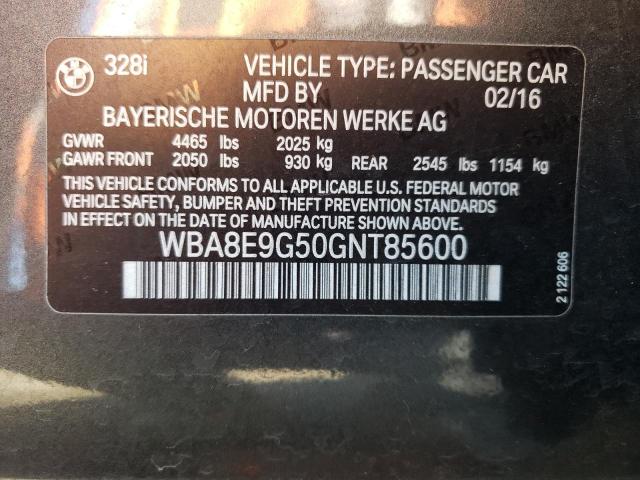 BMW 328i VEHICLE TYPE: PASSENGER CAR
MFD BY 02/16
BAYERISCHE MOTOREN WERKE AG
GVWR 4465 lbs 2025 kg
GAWR FRONT 2050 lbs 930 kg REAR 2545 lbs 1154 kg
THIS VEHICLE CONFORMS TO ALL APPLICABLE U.S. FEDERAL MOTOR
VEHICLE SAFETY, BUMPER AND THEFT PREVENTION STANDARDS
IN EFFECT ON THE DATE OF MANUFACTURE SHOWN ABOVE.
WBA8E9G50GNT85600
2 122 606